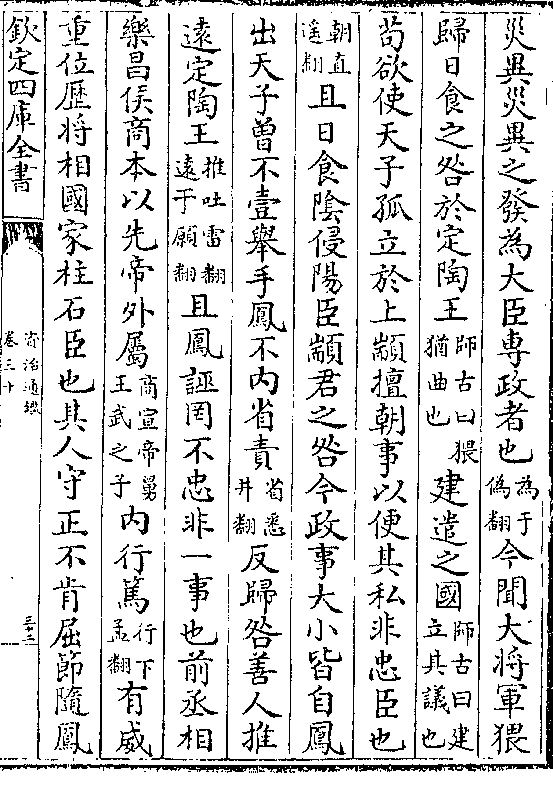 災異災異之發為大臣專政者也為于偽翻今聞大將軍猥
歸日食之咎於定陶王師古曰猥猶曲也建遣之國師古曰建立其議也
苟欲使天子孤立於上顓擅朝事以便其私非忠臣也
朝直遥翻且日食隂侵陽臣顓君之咎今政事大小皆自鳳
出天子曾不壹舉手鳳不内省責省悉井翻反歸咎善人推
遠定陶王推吐雷翻遠于願翻且鳳誣罔不忠非一事也前丞相
樂昌侯商本以先帝外屬商宣帝舅王武之子内行篤行下孟翻有威
重位歷將相國家柱石臣也其人守正不肯屈節隨鳳
欽定四庫全書
資治通鑑
卷三十
三十三